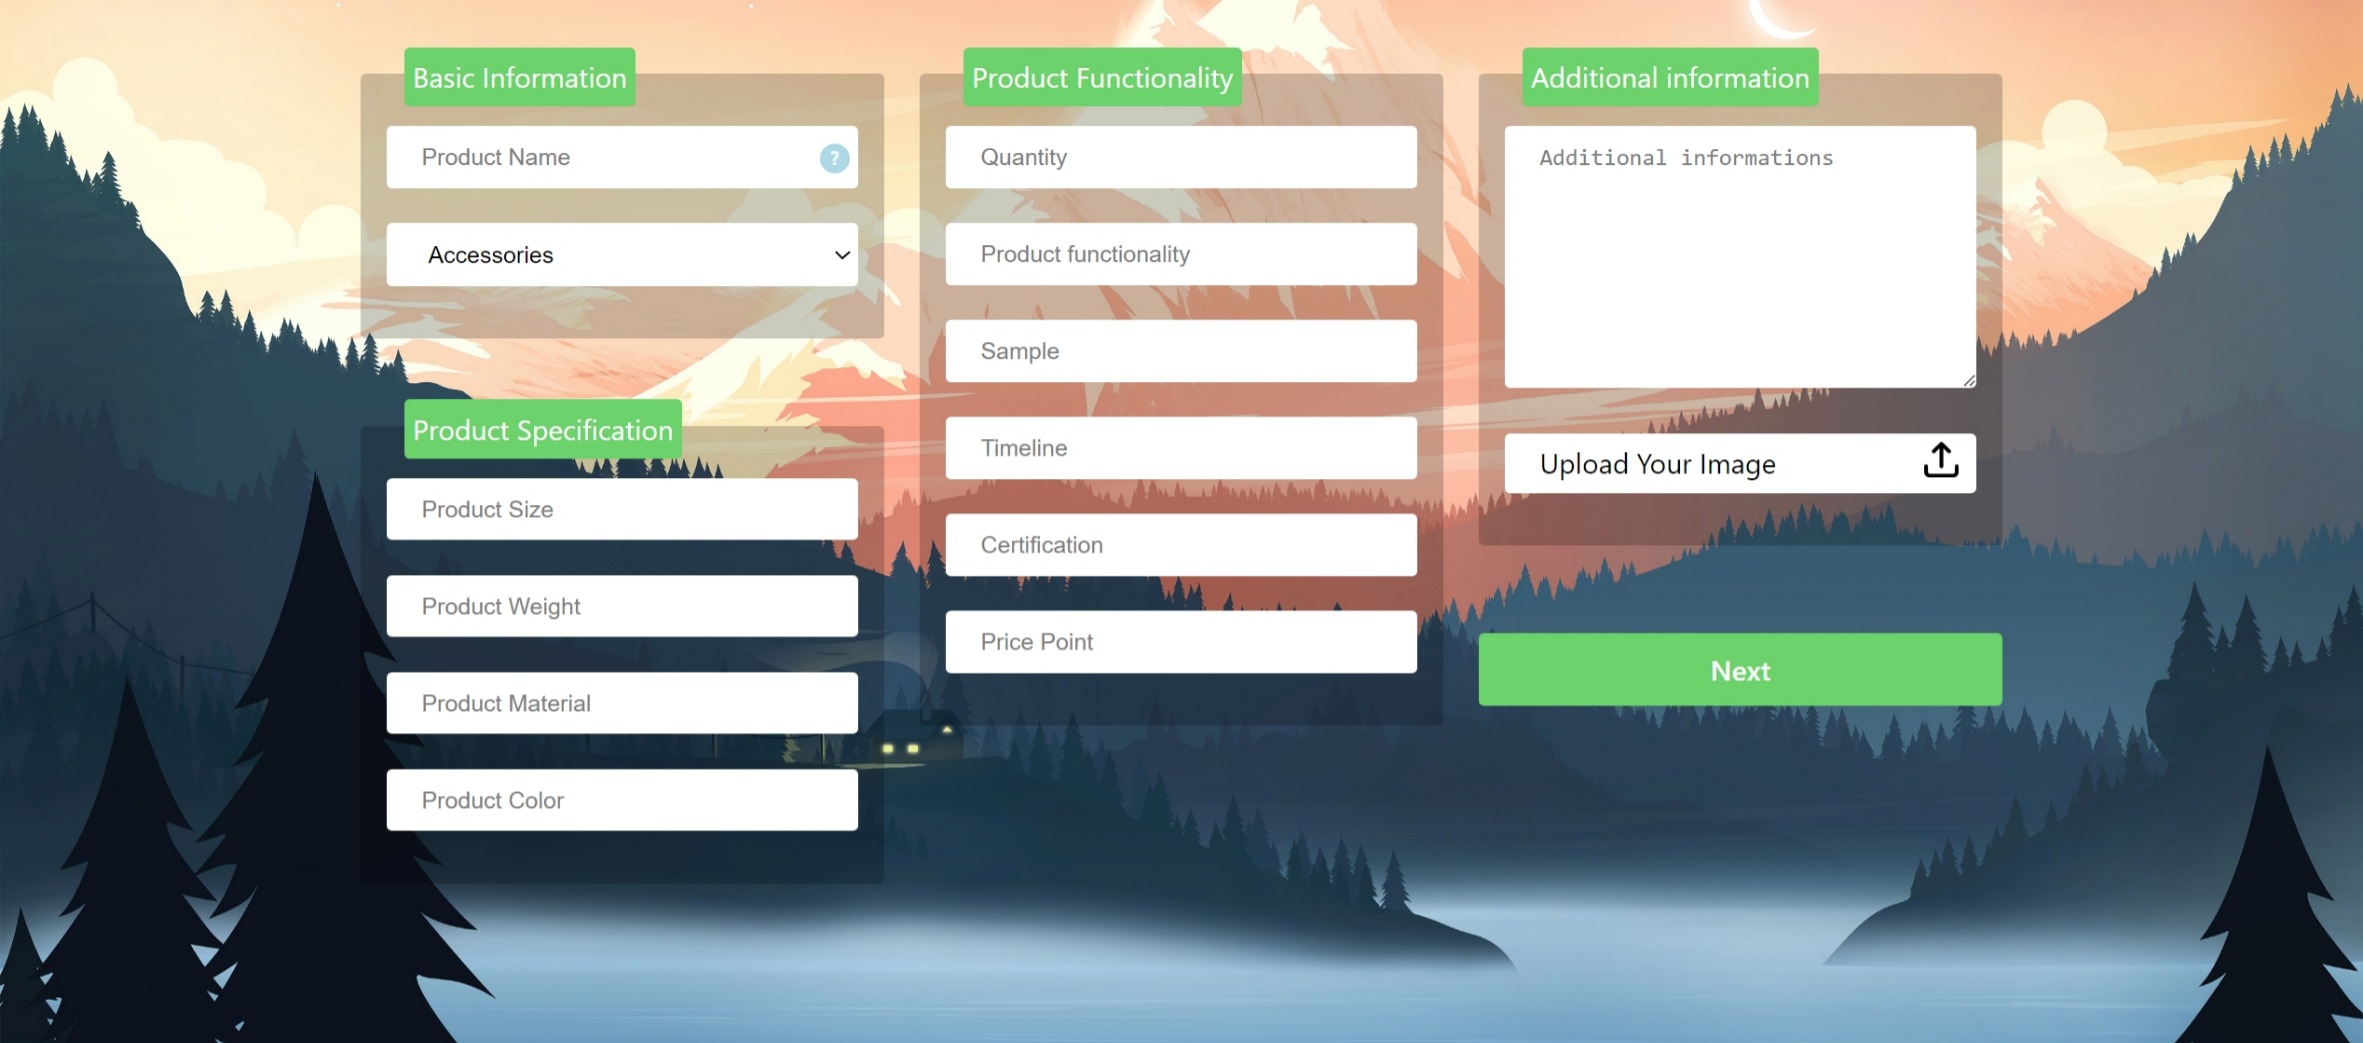 Basic Information
Product Name
?
Accessories
Product Specification
Product Size
Product Weight
Product Material
Product Color
Product Functionality
Quantity
Product functionality
Sample
Timeline
Certification
Price Point
Additional information
Additional informations
Upload Your Image
Next